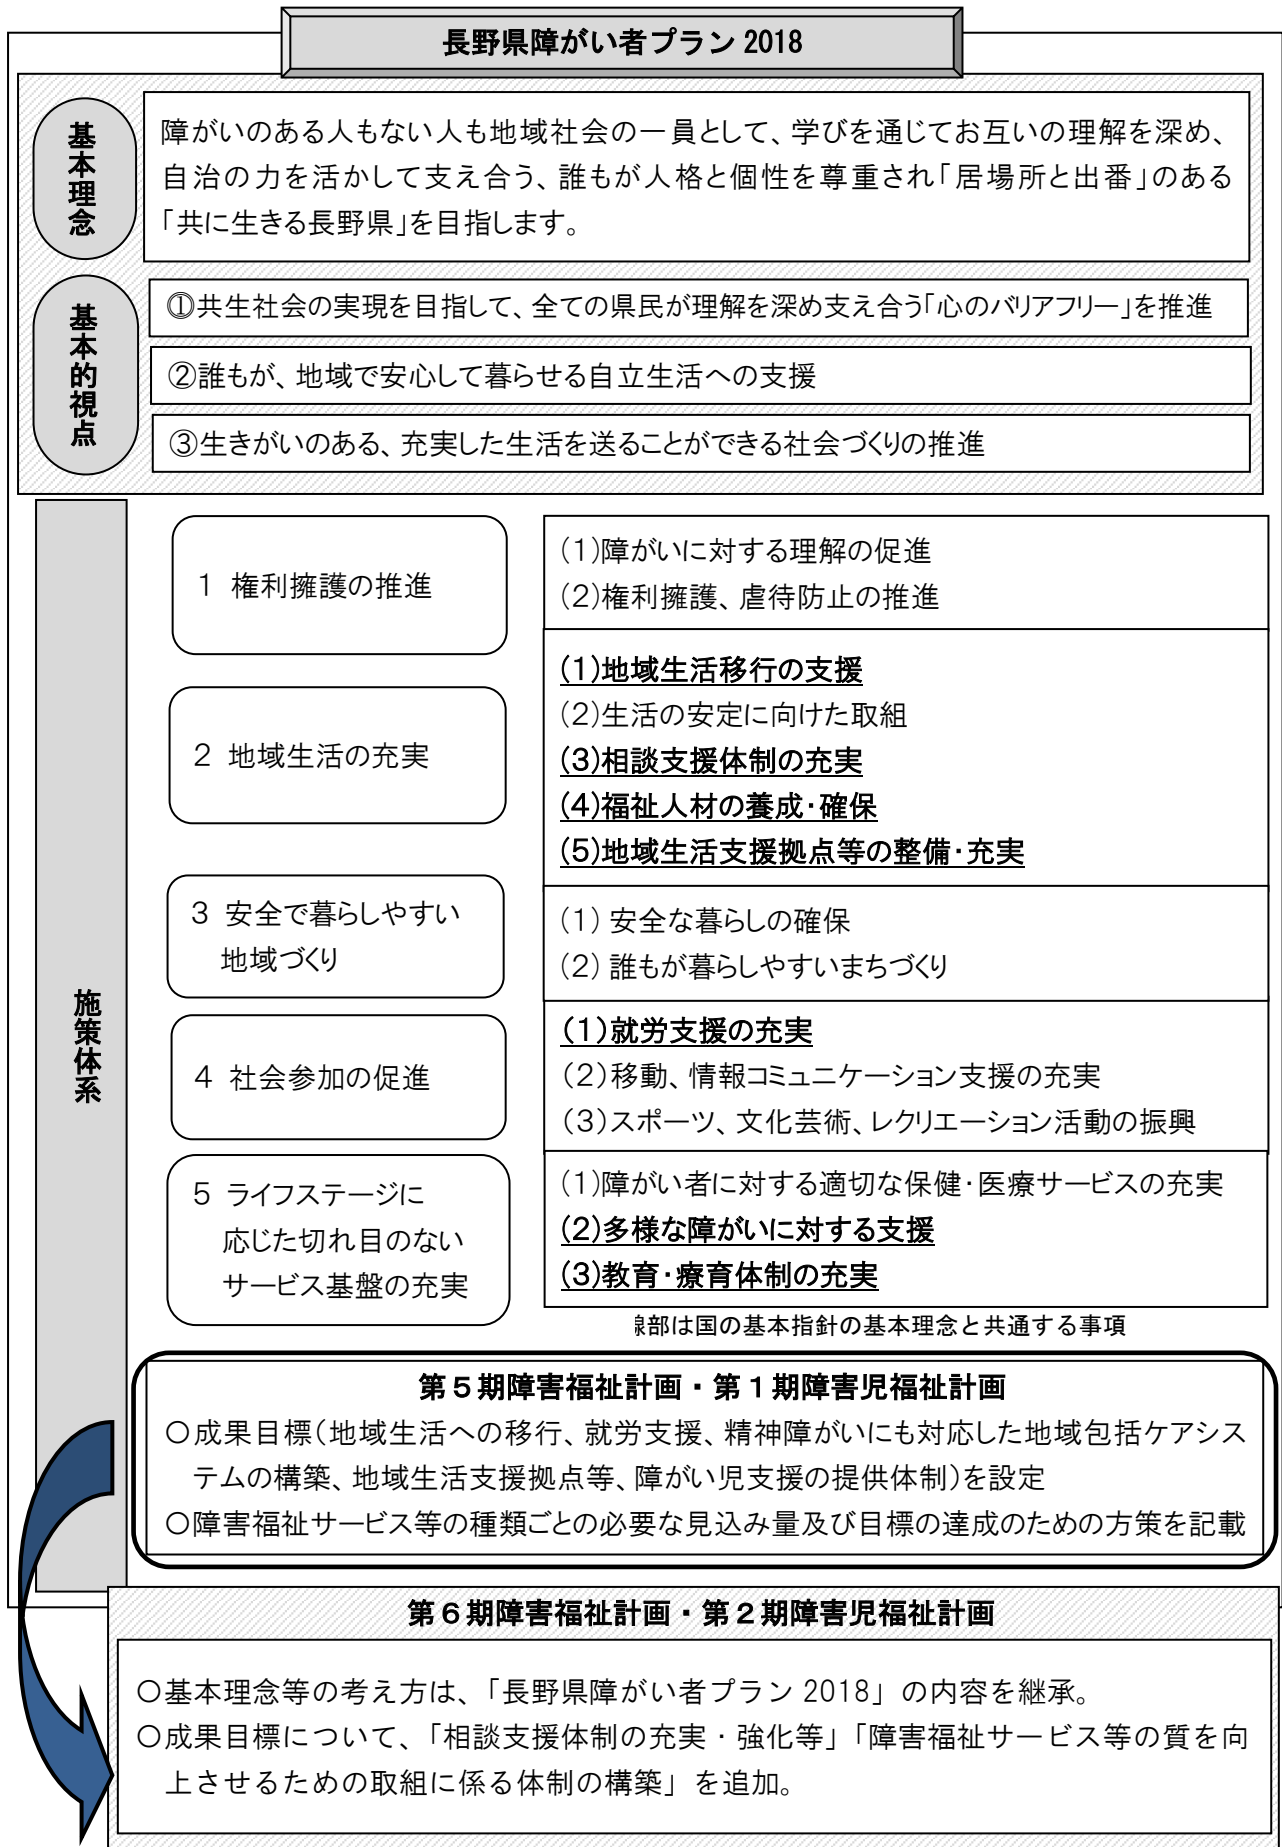 長野県障がい者プラン 2018
基本理念
障がいのある人もない人も地域社会の一員として、学びを通じてお互いの理解を深め、
自治の力を活かして支え合う、誰もが人格と個性を尊重され「居場所と出番」のある
「共に生きる長野県」を目指します。
基本的視点
①共生社会の実現を目指して、全ての県民が理解を深め支え合う「心のバリアフリー」を推進
②誰もが、地域で安心して暮らせる自立生活への支援
③生きがいのある、充実した生活を送ることができる社会づくりの推進
施策体系
1 権利擁護の推進
(1)障がいに対する理解の促進
(2)権利擁護、虐待防止の推進
2 地域生活の充実
(1)地域生活移行の支援
(2)生活の安定に向けた取組
(3)相談支援体制の充実
(4)福祉人材の養成・確保
(5)地域生活支援拠点等の整備・充実
3 安全で暮らしやすい
地域づくり
(1) 安全な暮らしの確保
(2) 誰もが暮らしやすいまちづくり
4 社会参加の促進
(1)就労支援の充実
(2)移動、情報コミュニケーション支援の充実
(3)スポーツ、文化芸術、レクリエーション活動の振興
5 ライフステージに
応じた切れ目のない
サービス基盤の充実
(1)障がい者に対する適切な保健・医療サービスの充実
(2)多様な障がいに対する支援
(3)教育・療育体制の充実
部は国の基本指針の基本理念と共通する事項
第5期障害福祉計画・第1期障害児福祉計画
○成果目標(地域生活への移行、就労支援、精神障がいにも対応した地域包括ケアシス
テムの構築、地域生活支援拠点等、障がい児支援の提供体制)を設定
○障害福祉サービス等の種類ごとの必要な見込み量及び目標の達成のための方策を記載
第6期障害福祉計画・第2期障害児福祉計画
○基本理念等の考え方は、「長野県障がい者プラン 2018」の内容を継承。
○成果目標について、「相談支援体制の充実・強化等」「障害福祉サービス等の質を向
上させるための取組に係る体制の構築」を追加。